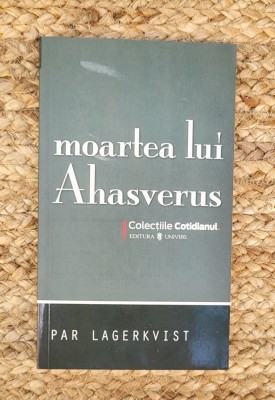 moartea lui
Ahasverus
Colecțiile Cotidianul.
EDITURA UNIVERS
PAR LAGERKVIST